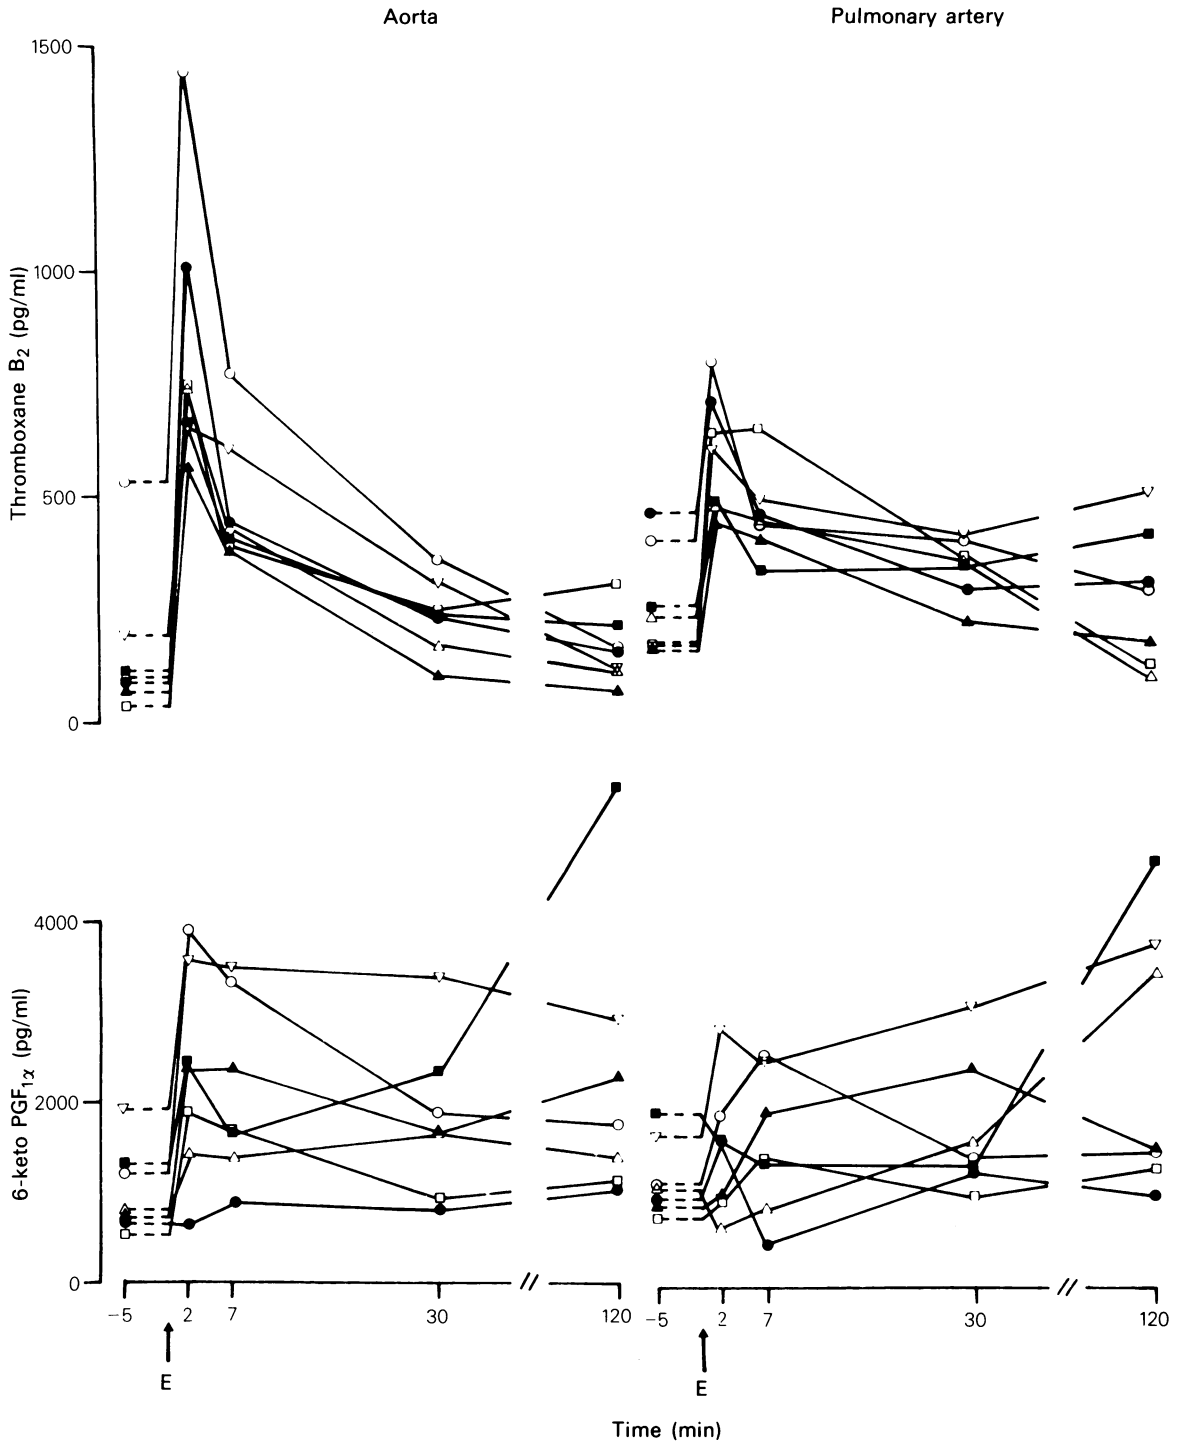 Aorta
Pulmonary artery
Thromboxane B2 (pg/ml)
1500
1000
500
0
6-keto PGF1α (pg/ml)
4000
2000
0
−5 2 7 30 // 120
−5 2 7 30 // 120
E
E
Time (min)